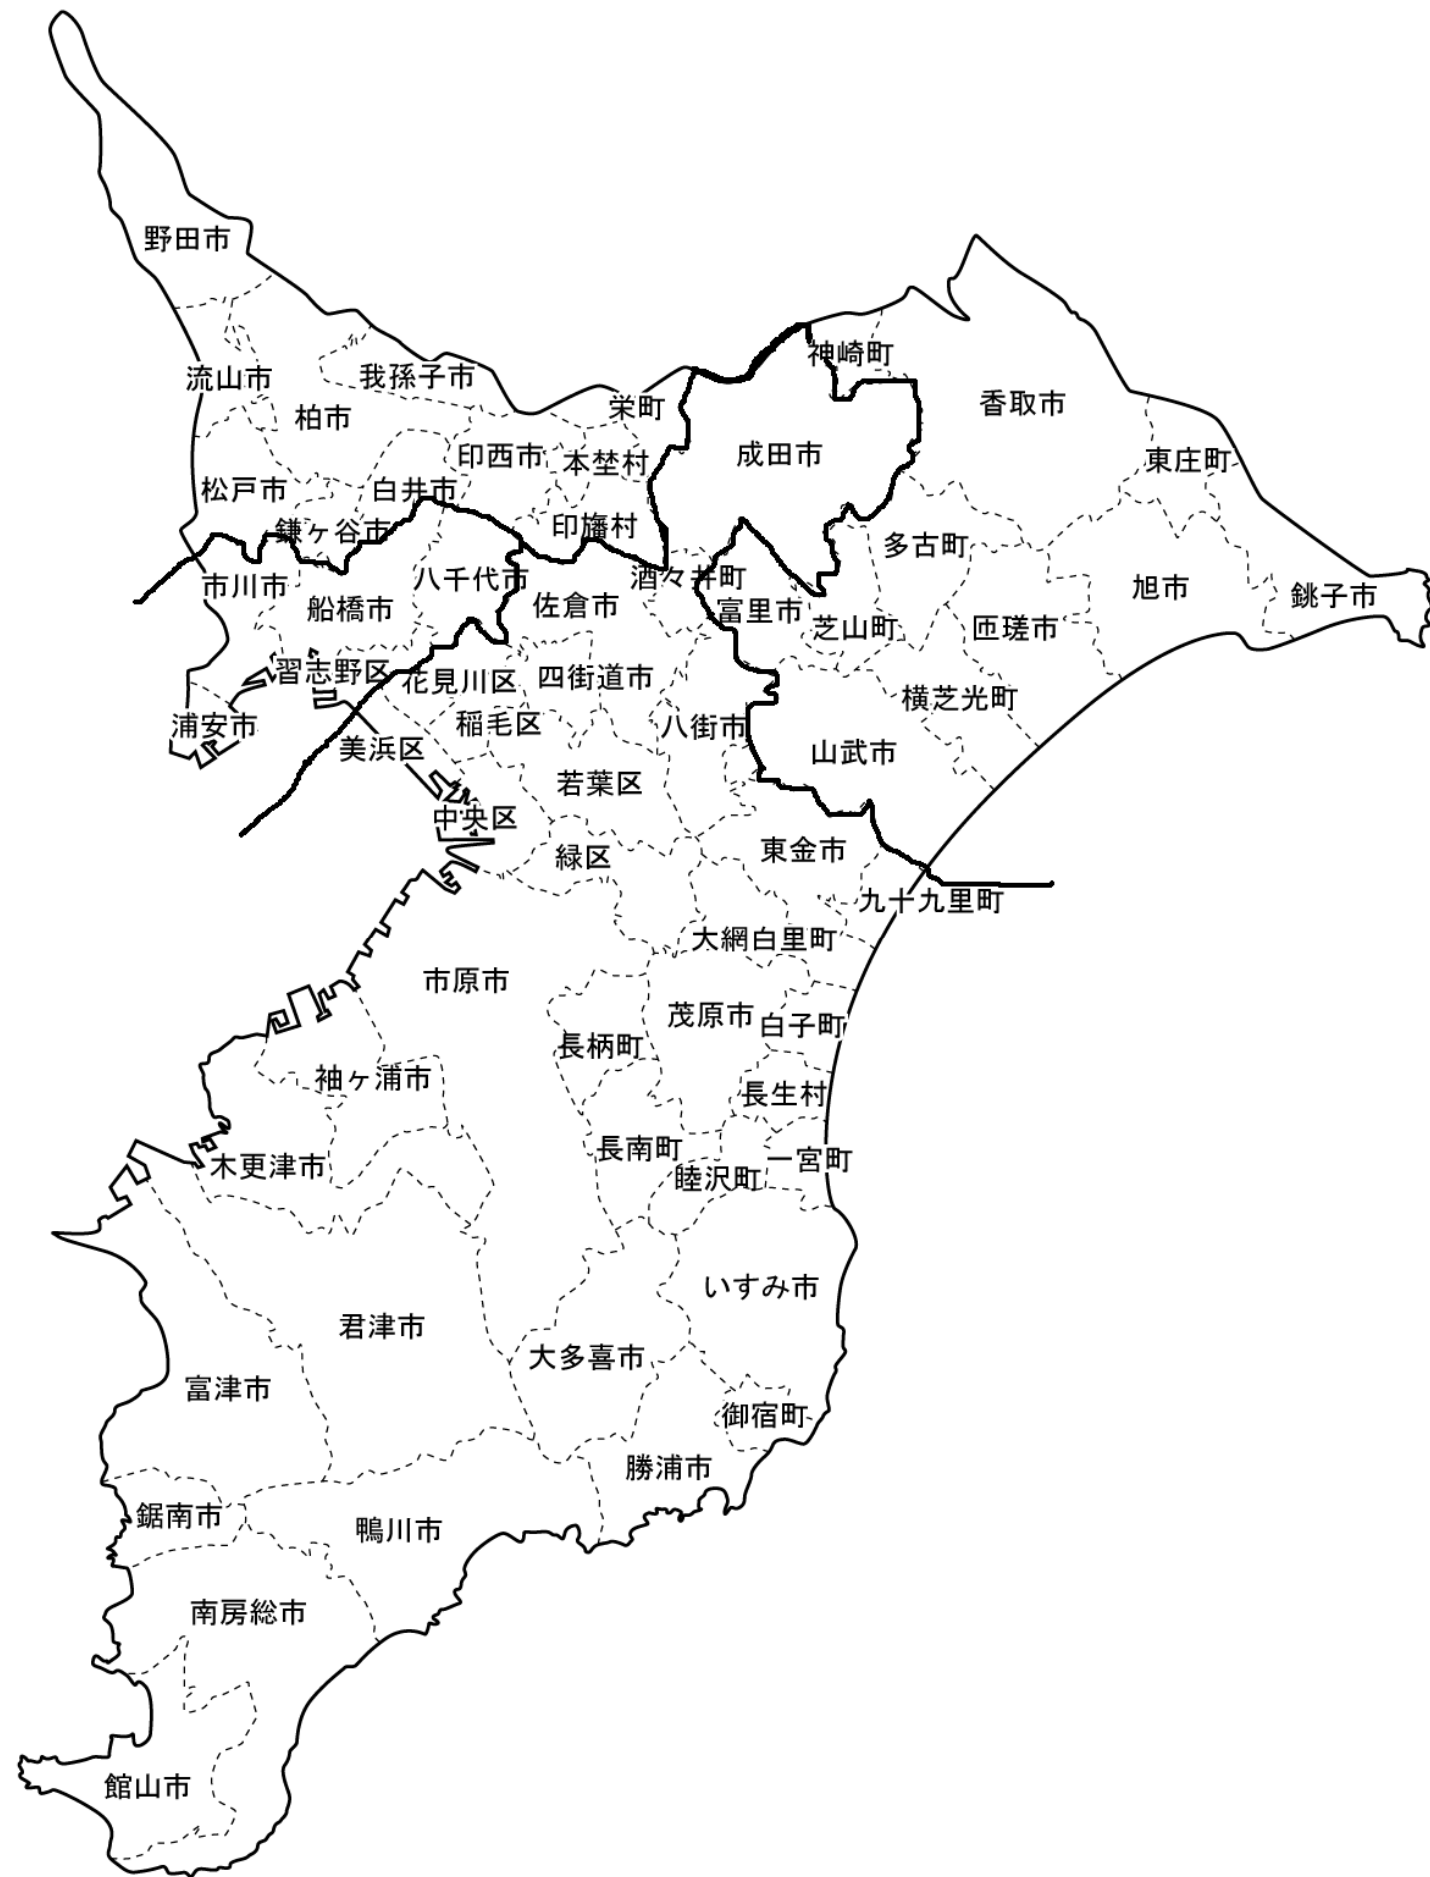 野田市
流山市
我孫子市
柏市
栄町
神崎町
香取市
成田市
印西市
本埜村
東庄町
松戸市
白井市
鎌ヶ谷市
印旛村
多古町
市川市
八千代市
酒々井町
船橋市
佐倉市
富里市
旭市
銚子市
芝山町
匝瑳市
習志野区
花見川区
四街道市
横芝光町
浦安市
稲毛区
八街市
美浜区
山武市
若葉区
中央区
緑区
東金市
九十九里町
大網白里町
市原市
茂原市
白子町
長柄町
袖ヶ浦市
長生村
長南町
一宮町
木更津市
睦沢町
いすみ市
君津市
大多喜市
富津市
御宿町
勝浦市
鋸南市
鴨川市
南房総市
館山市